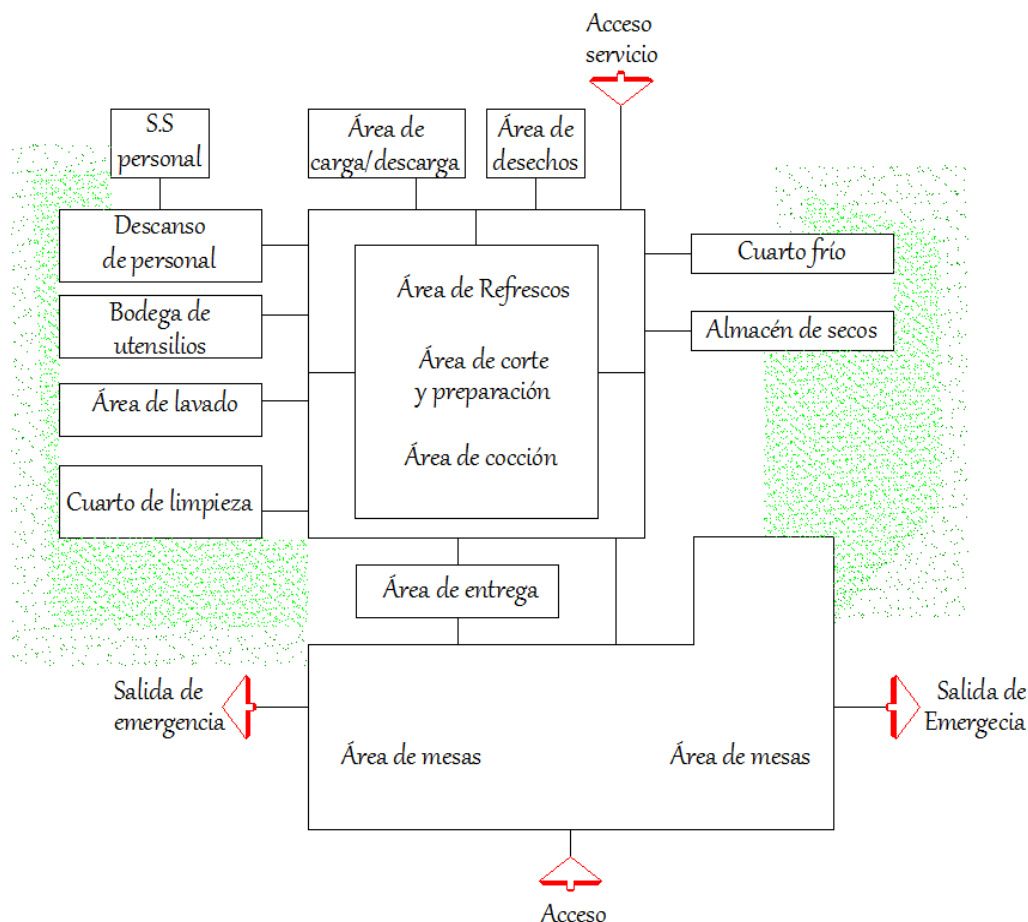 Acceso
servicio
S.S
personal
Área de
carga/descarga
Área de
desechos
Descanso
de personal
Cuarto frío
Área de Refrescos
Bodega de
utensilios
Almacén de secos
Área de corte
y preparación
Área de lavado
Área de cocción
Cuarto de limpieza
Área de entrega
Salida de
emergencia
Salida de
Emergecia
Área de mesas
Área de mesas
Acceso